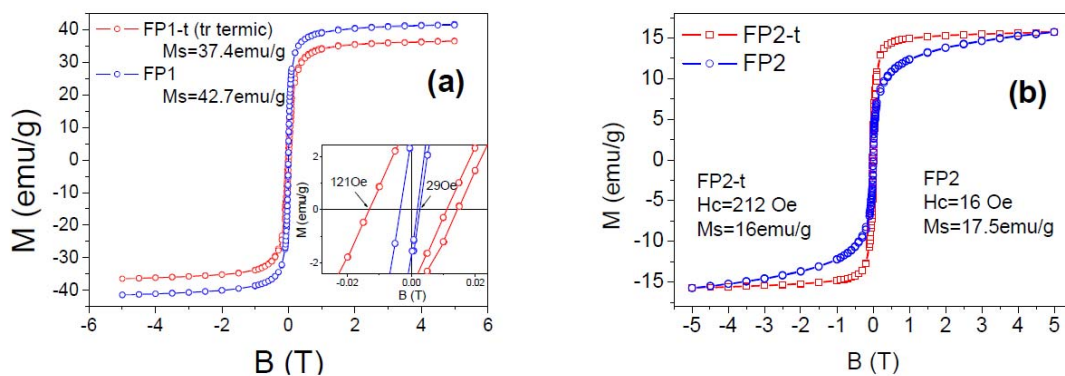 FP1-t (tr termic)
Ms=37.4emu/g
FP1
Ms=42.7emu/g
(a)
M (emu/g)
40
30
20
10
0
-10
-20
-30
-40
-6 -4 -2 0 2 4 6
B (T)
121Oe
29Oe
M (emu/g)
2
0
-2
-0.02 0.00 0.02
B (T)
FP2-t
FP2
(b)
M (emu/g)
15
10
5
0
-5
-10
-15
FP2-t
Hc=212 Oe
Ms=16emu/g
FP2
Hc=16 Oe
Ms=17.5emu/g
-5 -4 -3 -2 -1 0 1 2 3 4 5
B (T)